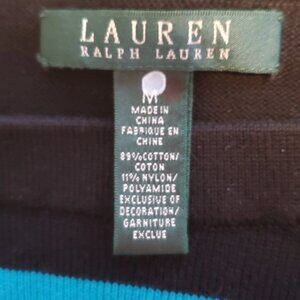 LAUREN
RALPH LAUREN
M
MADE IN
CHINA
FABRIQUE EN
CHINE
89%COTTON/
COTON
11% NYLON/
POLYAMIDE
EXCLUSIVE OF
DECORATION/
GARNITURE
EXCLUE